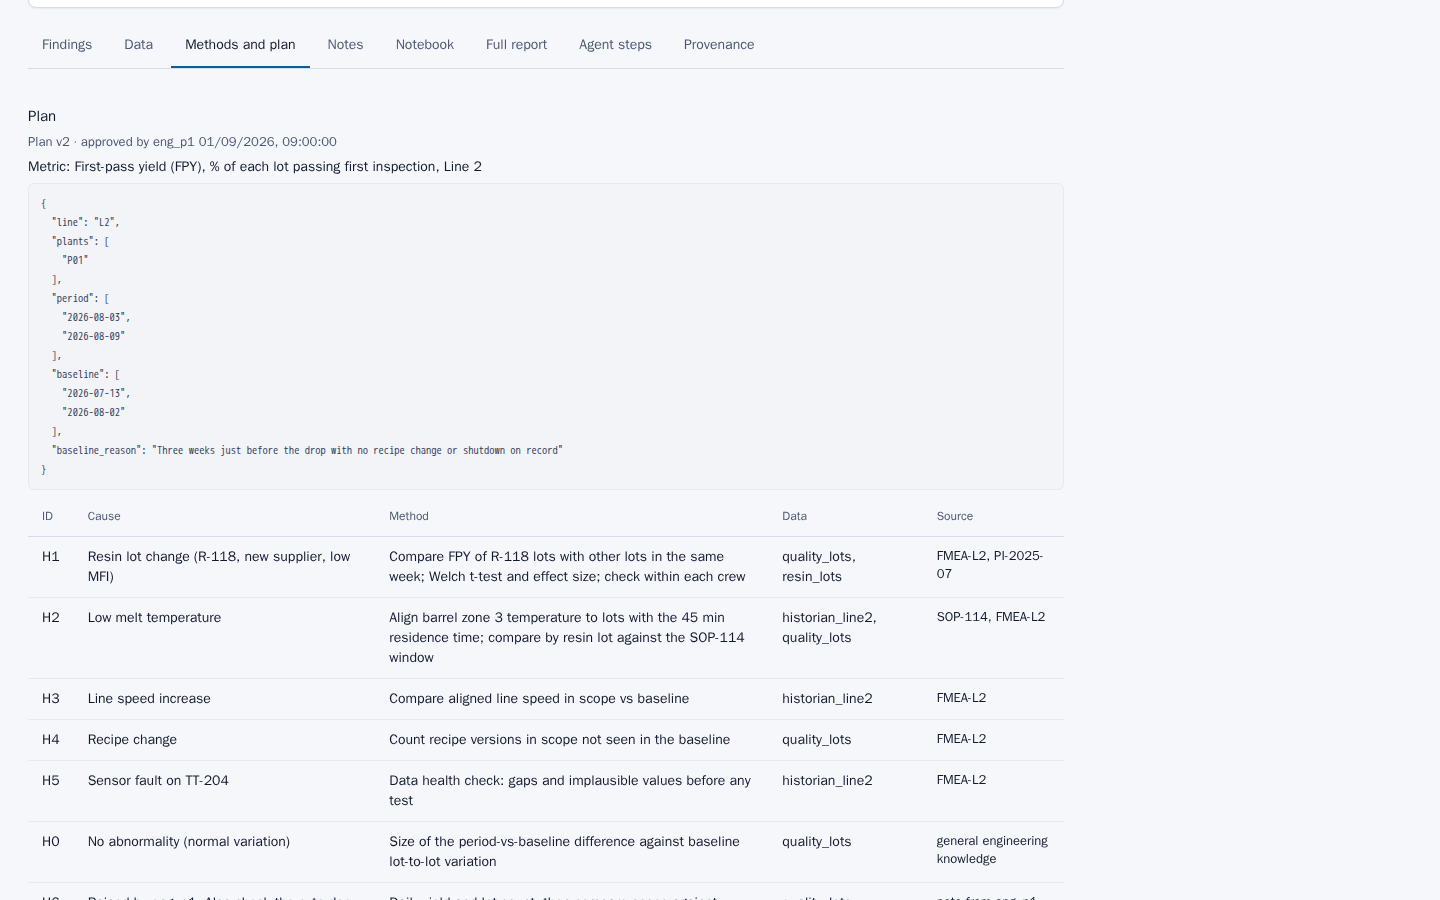 Findings Data Methods and plan Notes Notebook Full report Agent steps Provenance
Plan
Plan v2 · approved by eng_p1 01/09/2026, 09:00:00
Metric: First-pass yield (FPY), % of each lot passing first inspection, Line 2
{
"line": "L2",
"plants": [
"P01"
],
"period": [
"2026-08-03",
"2026-08-09"
],
"baseline": [
"2026-07-13",
"2026-08-02"
],
"baseline_reason": "Three weeks just before the drop with no recipe change or shutdown on record"
}
ID Cause Method Data Source
H1 Resin lot change (R-118, new supplier, low Compare FPY of R-118 lots with other lots in the same quality_lots, FMEA-L2, PI-2025-
MFI) week; Welch t-test and effect size; check within each crew resin_lots 07
H2 Low melt temperature Align barrel zone 3 temperature to lots with the 45 min historian_line2, SOP-114, FMEA-L2
residence time; compare by resin lot against the SOP-114 quality_lots
window
H3 Line speed increase Compare aligned line speed in scope vs baseline historian_line2 FMEA-L2
H4 Recipe change Count recipe versions in scope not seen in the baseline quality_lots FMEA-L2
H5 Sensor fault on TT-204 Data health check: gaps and implausible values before any historian_line2 FMEA-L2
test
H0 No abnormality (normal variation) Size of the period-vs-baseline difference against baseline quality_lots general engineering
lot-to-lot variation knowledge